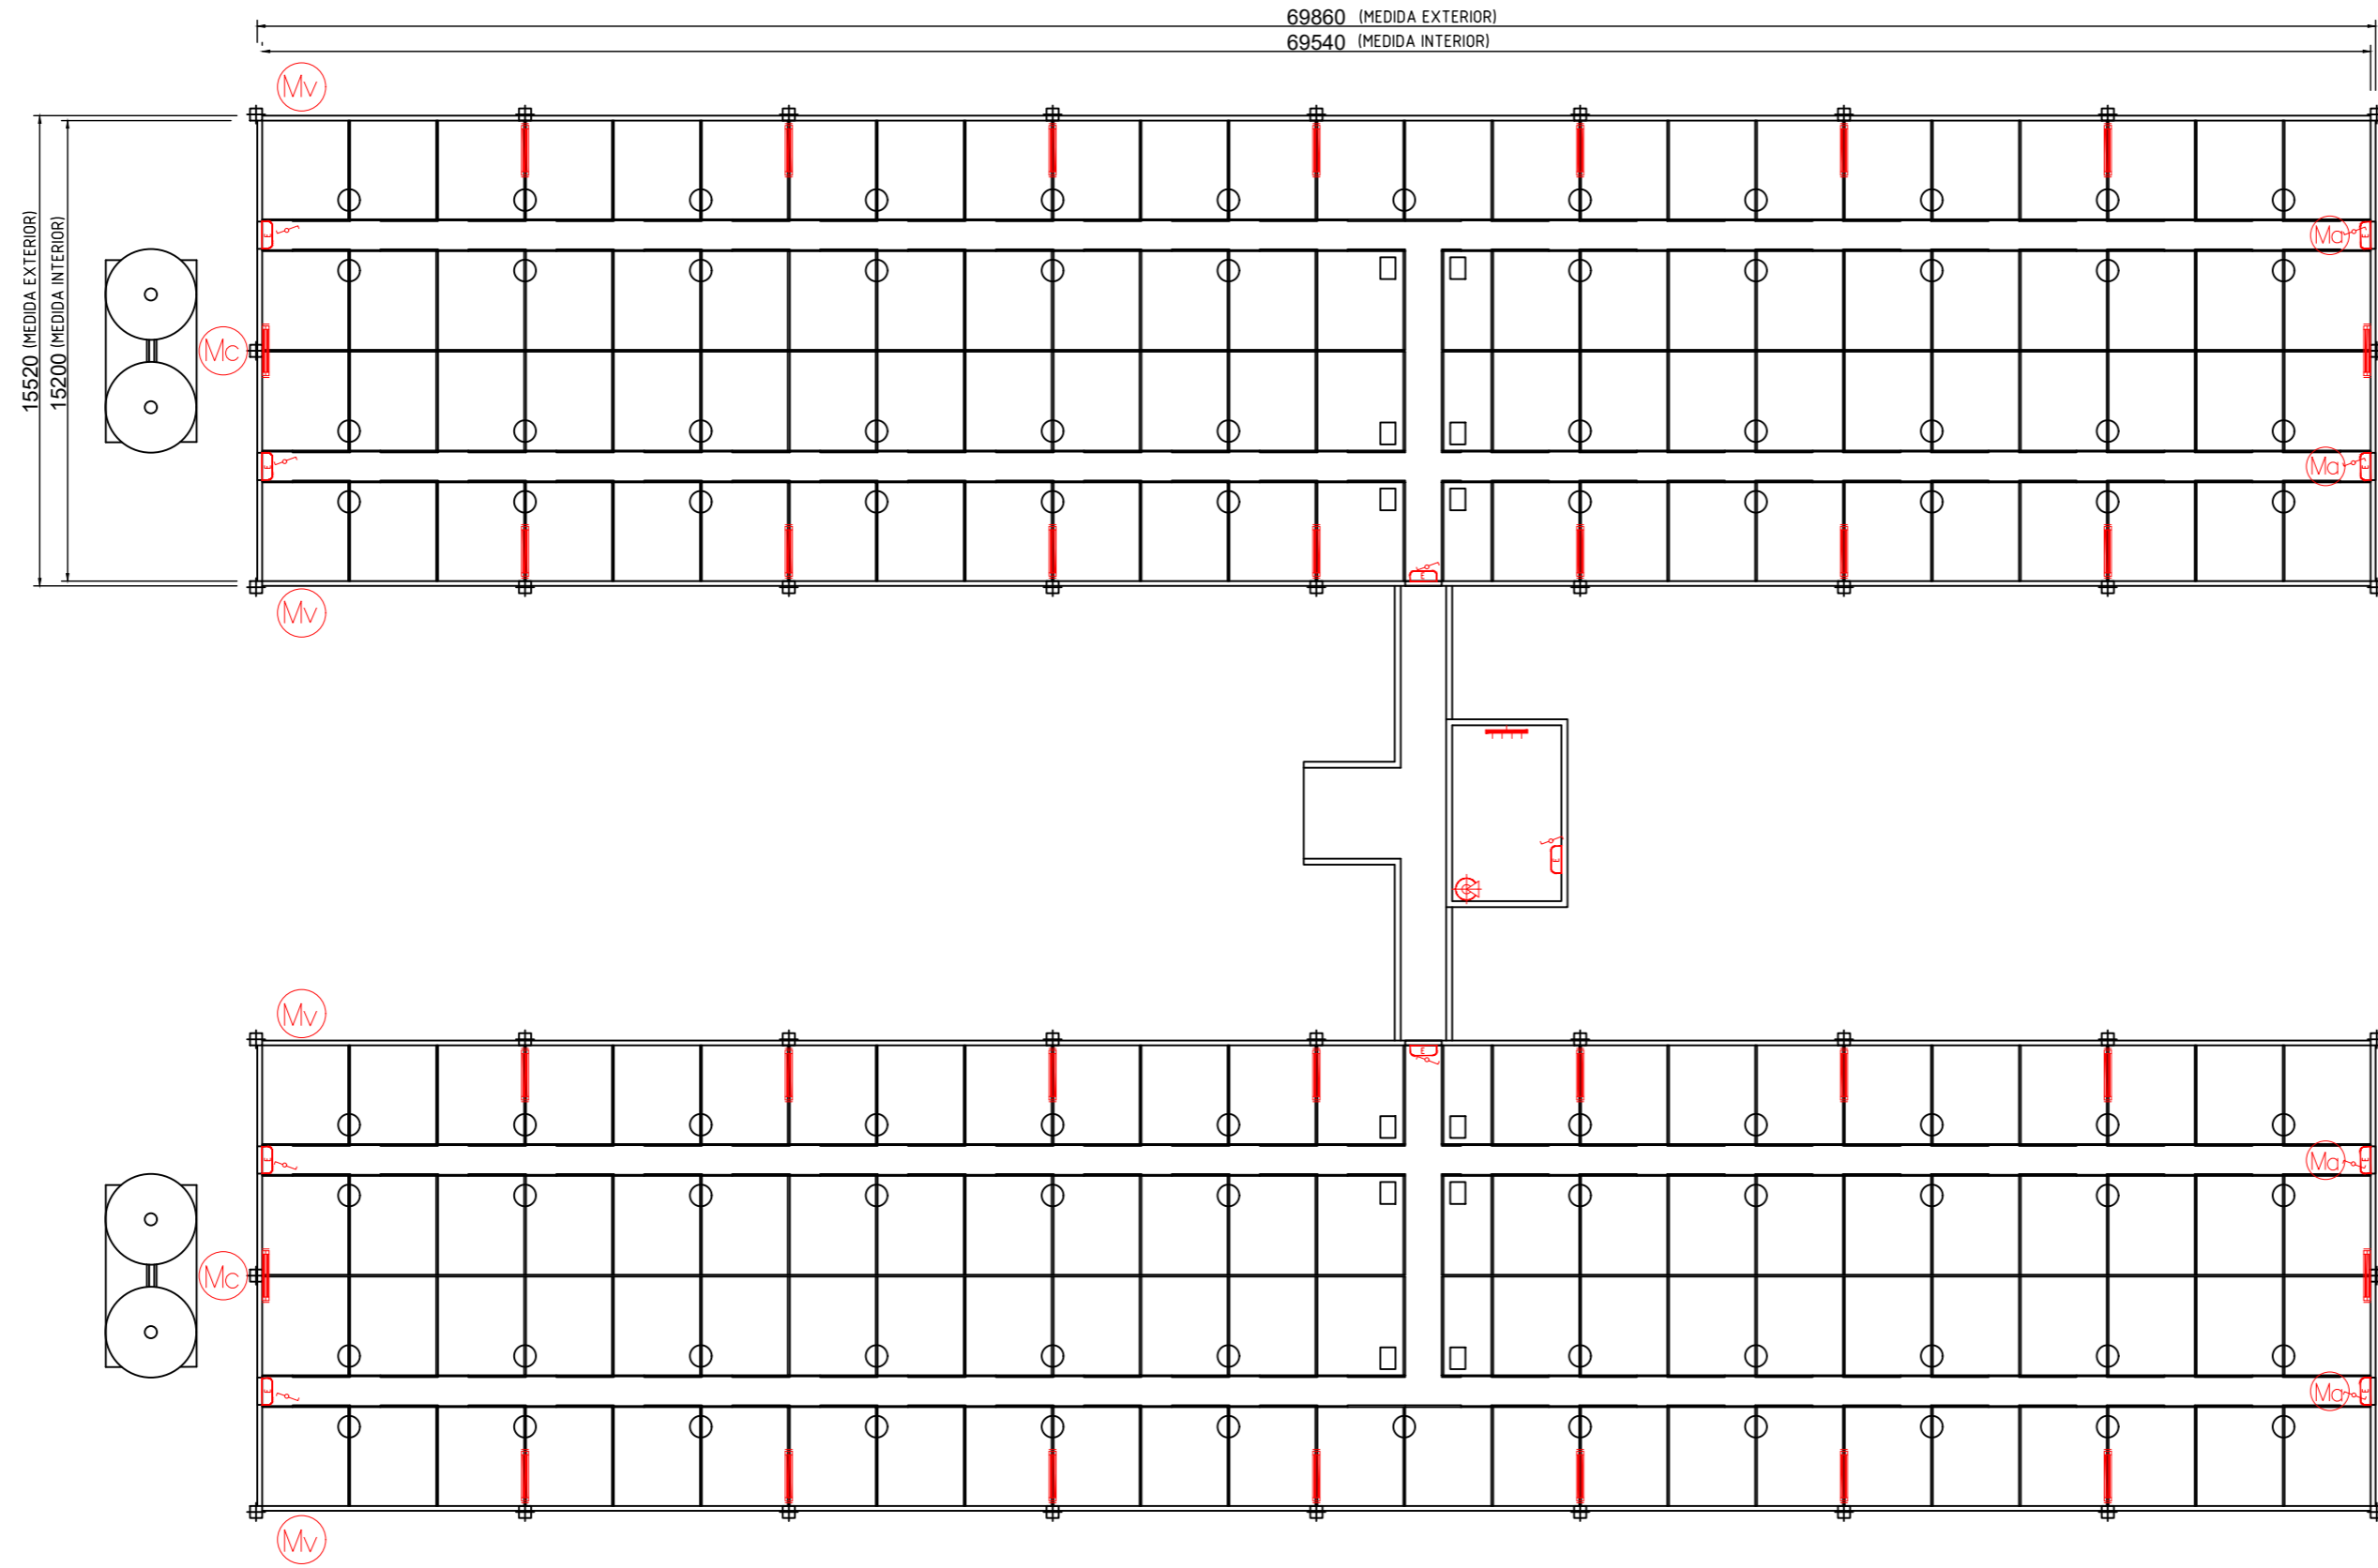 69860 (MEDIDA EXTERIOR)
69540 (MEDIDA INTERIOR)
Mv
15520 (MEDIDA EXTERIOR)
15200 (MEDIDA INTERIOR)
E
Ma
E
Mc
E
Ma
E
E
Mv
E
Mv
E
E
Ma
E
Mc
E
Ma
E
Mv